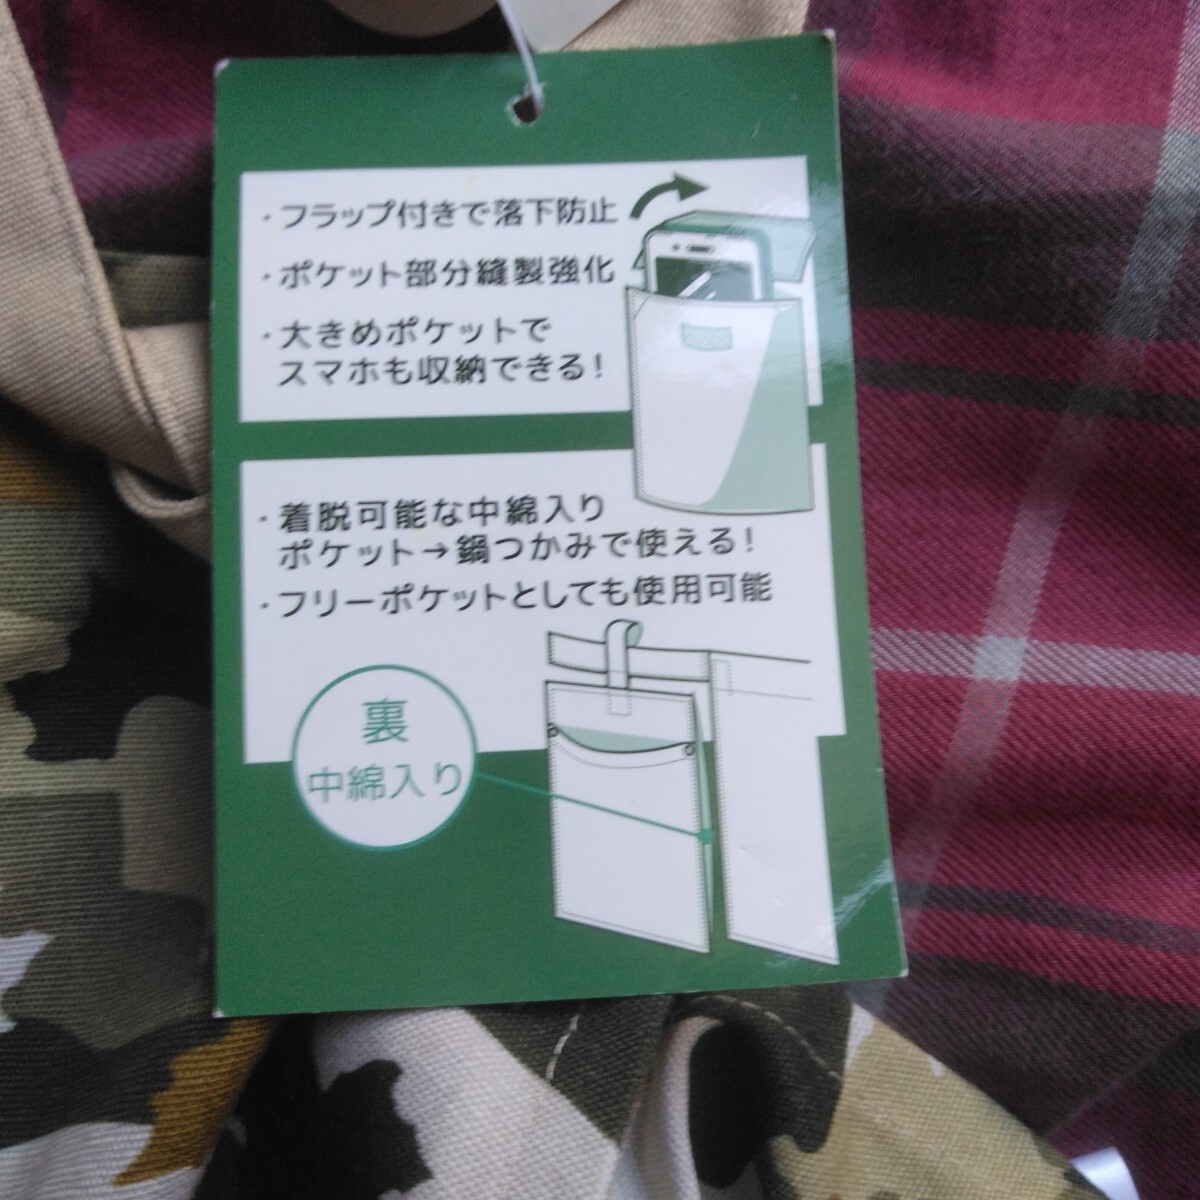 ・フラップ付きで落下防止
・ポケット部分縫製強化
・大きめポケットで
スマホも収納できる!
・着脱可能な中綿入り
ポケット→鍋つかみで使える!
・フリーポケットとしても使用可能
裏
中綿入り